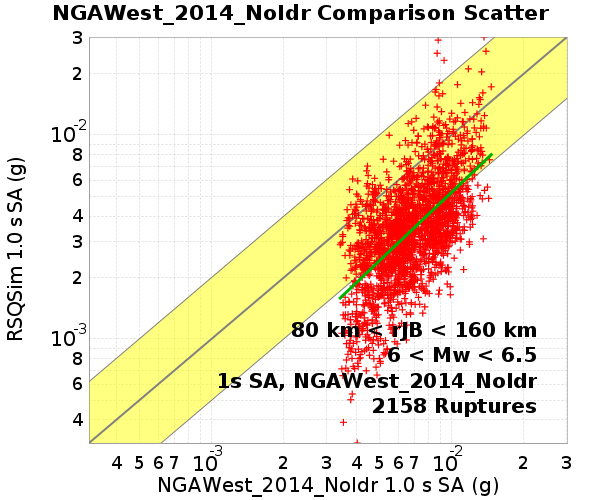 NGAWest_2014_NoIdr Comparison Scatter
RSQSim 1.0 s SA (g)
3
2
10-2
8
6
4
3
2
10-3
8
6
4
80 km < rJB < 160 km
6 < Mw < 6.5
1s SA, NGAWest_2014_NoIdr
2158 Ruptures
4 5 6 7 10-3 2 3 4 5 6 7 8 10-2 2 3
NGAWest_2014_NoIdr 1.0 s SA (g)